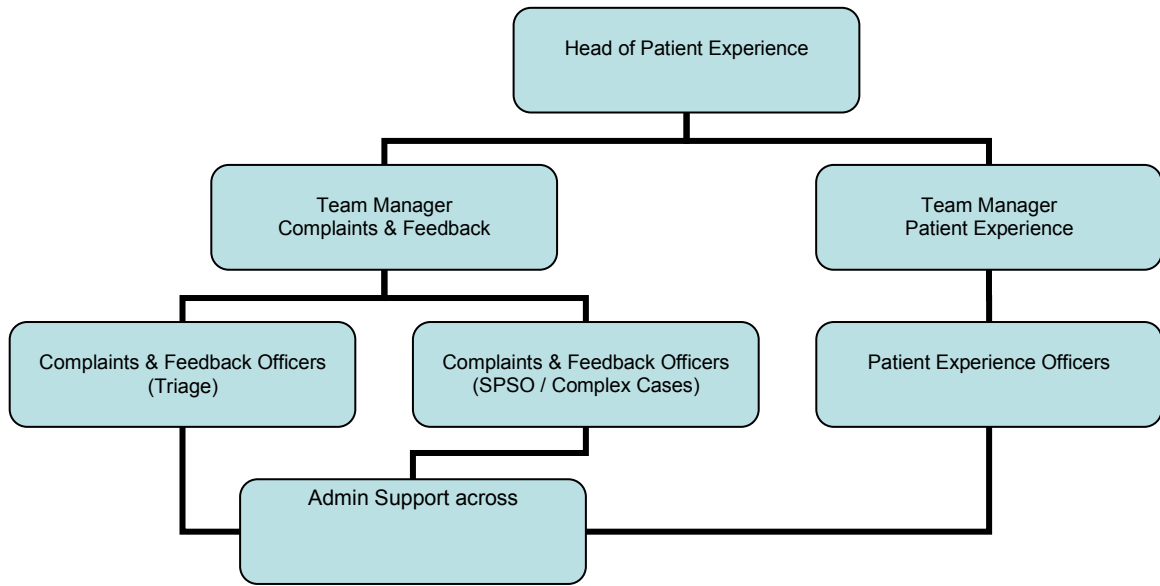 Head of Patient Experience
Team Manager
Complaints & Feedback
Team Manager
Patient Experience
Complaints & Feedback Officers
(Triage)
Complaints & Feedback Officers
(SPSO / Complex Cases)
Patient Experience Officers
Admin Support across